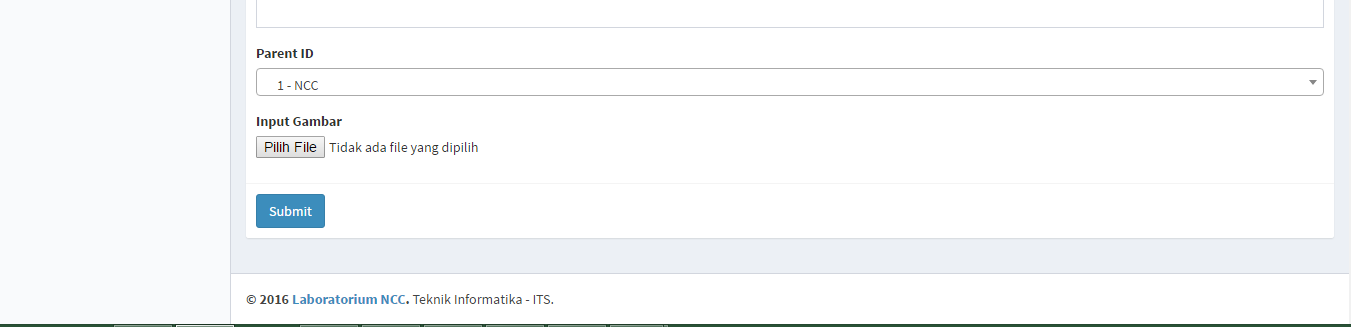 Parent ID
1 - NCC
Input Gambar
Pilih File Tidak ada file yang dipilih
Submit
© 2016 Laboratorium NCC. Teknik Informatika - ITS.